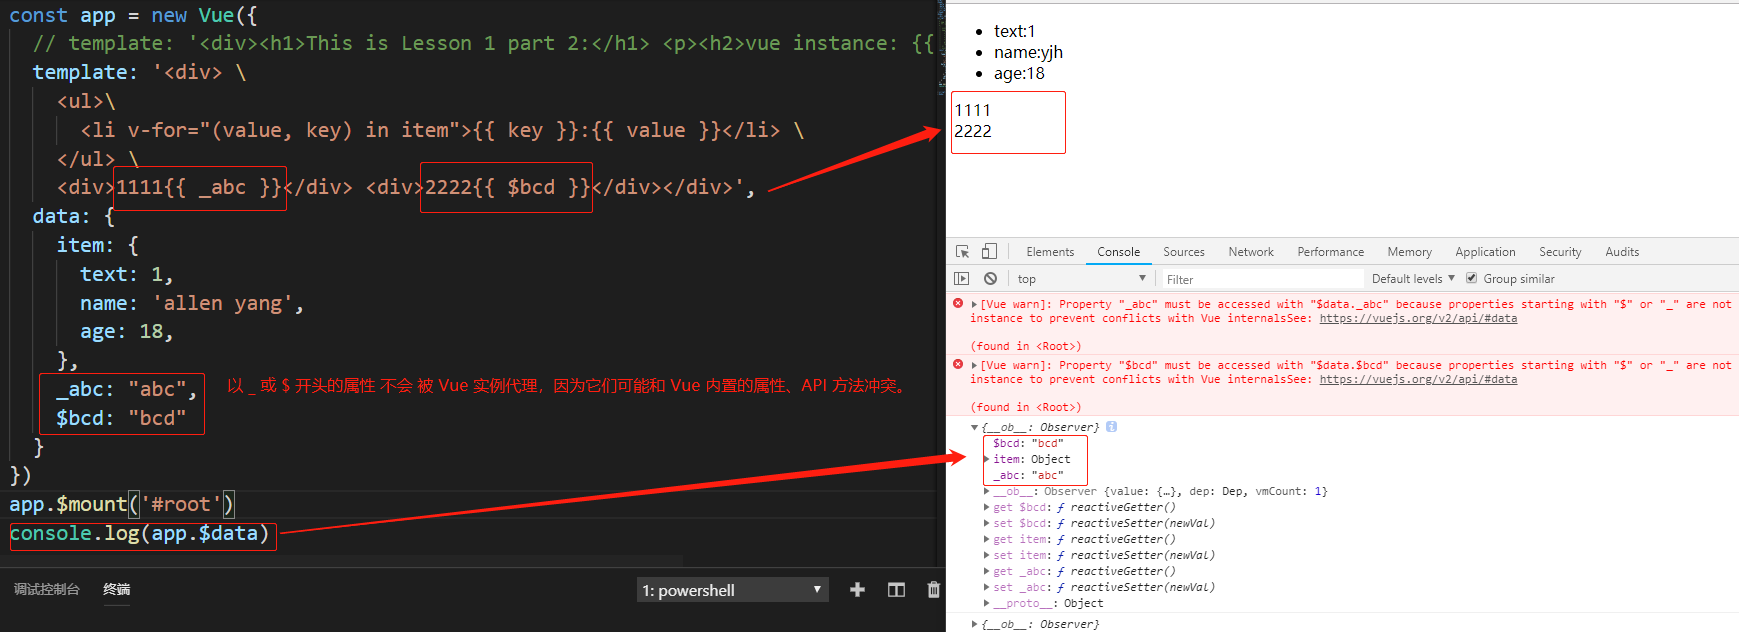 const app = new Vue({
// template: '<div><h1>This is Lesson 1 part 2:</h1> <p><h2>vue instance: {{
template: '<div> \
<ul>\
<li v-for="(value, key) in item">{{ key }}:{{ value }}</li> \
</ul> \
<div>1111{{ _abc }}</div> <div>2222{{ $bcd }}</div></div>',
data: {
item: {
text: 1,
name: 'allen yang',
age: 18,
},
_abc: "abc",
以 _ 或 $ 开头的属性 不会 被 Vue 实例代理，因为它们可能和 Vue 内置的属性、API 方法冲突。
$bcd: "bcd"
}
})
app.$mount('#root')
console.log(app.$data)
调试控制台 终端
1: powershell
text:1
name:yjh
age:18
1111
2222
Elements Console Sources Network Performance Memory Application Security Audits
top Filter Default levels Group similar
[Vue warn]: Property "_abc" must be accessed with "$data._abc" because properties starting with "$" or "_" are not
instance to prevent conflicts with Vue internalsSee: https://vuejs.org/v2/api/#data
(found in <Root>)
[Vue warn]: Property "$bcd" must be accessed with "$data.$bcd" because properties starting with "$" or "_" are not
instance to prevent conflicts with Vue internalsSee: https://vuejs.org/v2/api/#data
(found in <Root>)
{__ob__: Observer}
$bcd: "bcd"
item: Object
_abc: "abc"
__ob__: Observer {value: {…}, dep: Dep, vmCount: 1}
get $bcd: ƒ reactiveGetter()
set $bcd: ƒ reactiveSetter(newVal)
get item: ƒ reactiveGetter()
set item: ƒ reactiveSetter(newVal)
get _abc: ƒ reactiveGetter()
set _abc: ƒ reactiveSetter(newVal)
__proto__: Object
{__ob__: Observer}